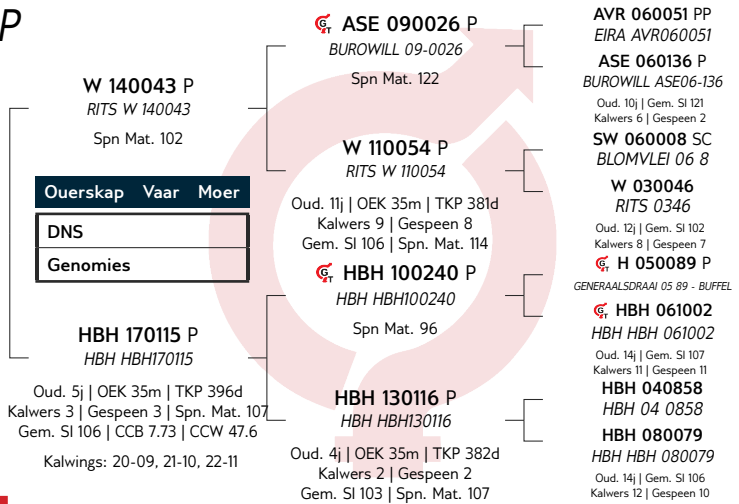 P
W 140043 P
RITS W 140043
Spn Mat. 102
Ouerskap Vaar Moer
DNS
Genomies
HBH 170115 P
HBH HBH170115
Oud. 5j | OEK 35m | TKP 396d
Kalwers 3 | Gespeen 3 | Spn. Mat. 107
Gem. SI 106 | CCB 7.73 | CCW 47.6
Kalwings: 20-09, 21-10, 22-11
GT ASE 090026 P
BUROWILL 09-0026
Spn Mat. 122
W 110054 P
RITS W 110054
Oud. 11j | OEK 35m | TKP 381d
Kalwers 9 | Gespeen 8
Gem. SI 106 | Spn. Mat. 114
GT HBH 100240 P
HBH HBH100240
Spn Mat. 96
HBH 130116 P
HBH HBH130116
Oud. 4j | OEK 35m | TKP 382d
Kalwers 2 | Gespeen 2
Gem. SI 103 | Spn. Mat. 107
AVR 060051 PP
EIRA AVR060051
ASE 060136 P
BUROWILL ASE06-136
Oud. 10j | Gem. SI 121
Kalwers 6 | Gespeen 2
SW 060008 SC
BLOMVLEI 06 8
W 030046
RITS 0346
Oud. 12j | Gem. SI 102
Kalwers 8 | Gespeen 7
GT H 050089 P
GENERAALSDRAAI 05 89 - BUFFEL
GT HBH 061002
HBH HBH 061002
Oud. 14j | Gem. SI 107
Kalwers 11 | Gespeen 11
HBH 040858
HBH 04 0858
HBH 080079
HBH HBH 080079
Oud. 14j | Gem. SI 106
Kalwers 12 | Gespeen 10